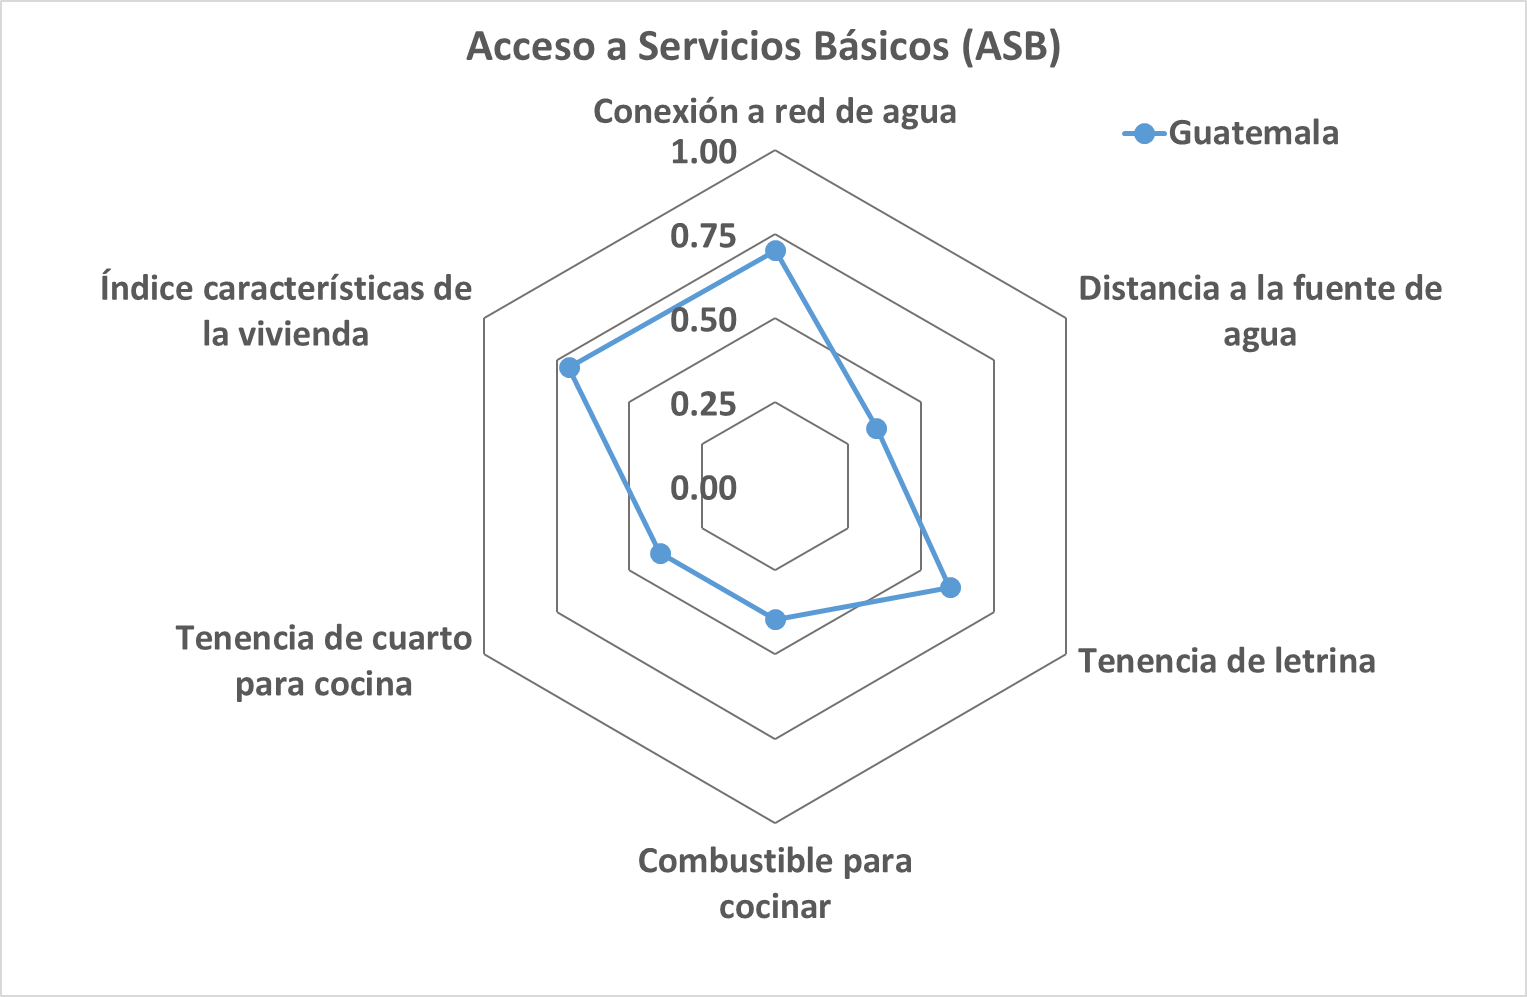 Acceso a Servicios Básicos (ASB)
Conexión a red de agua
Guatemala
1.00
0.75
0.50
0.25
0.00
Índice características de
la vivienda
Distancia a la fuente de
agua
Tenencia de cuarto
para cocina
Tenencia de letrina
Combustible para
cocinar